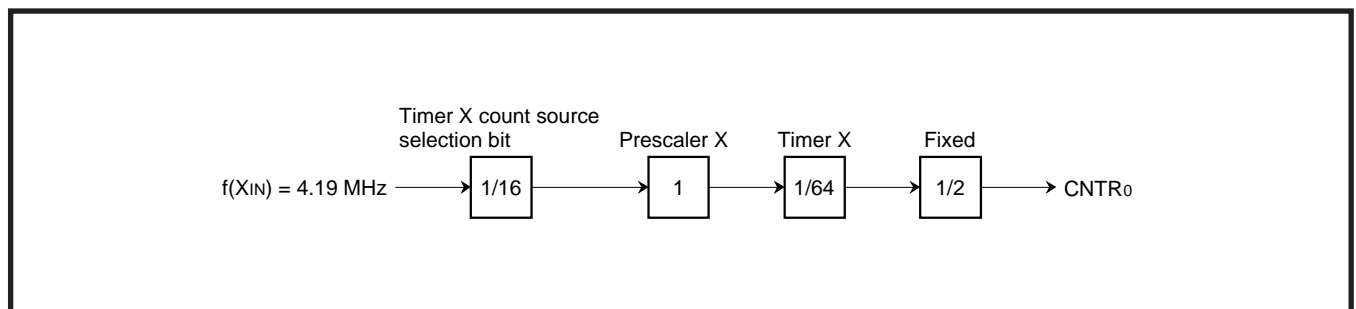 Timer X count source
selection bit
Prescaler X
Timer X
Fixed
f(XIN) = 4.19 MHz
1/16
1
1/64
1/2
CNTR0